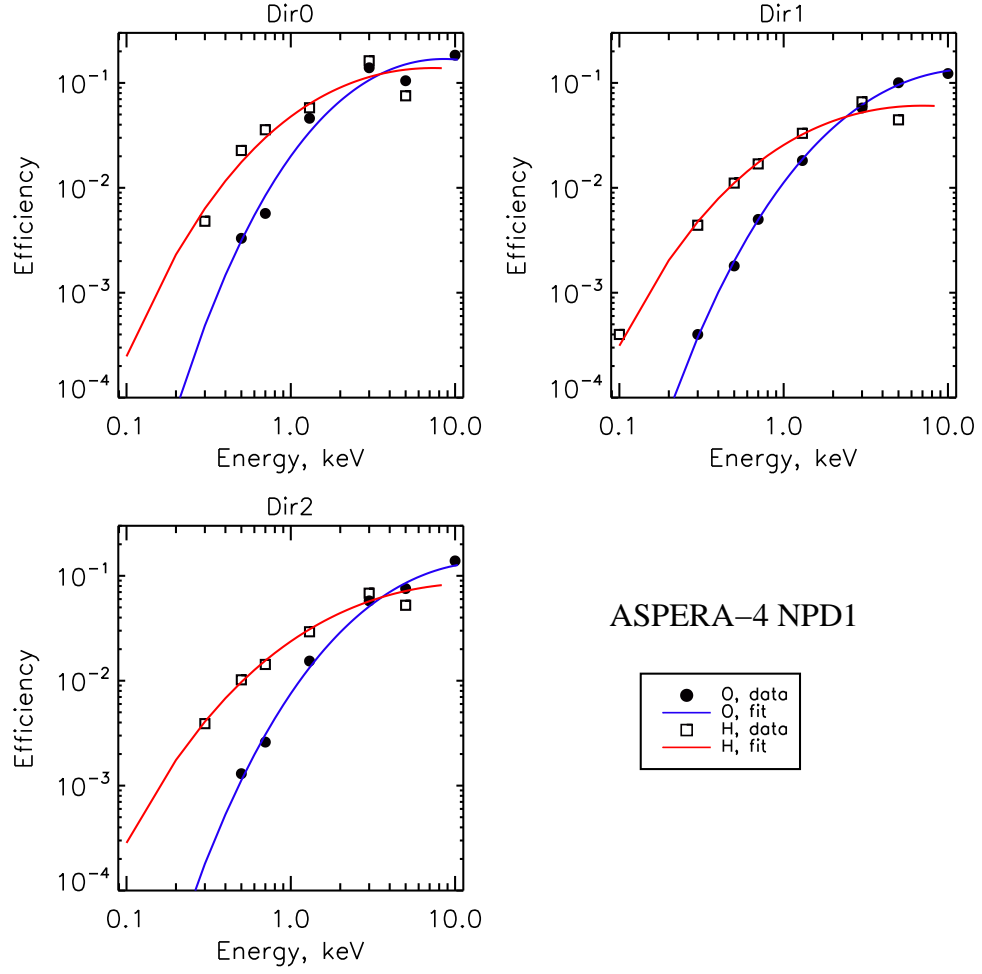 Dir0
Efficiency
10⁻¹
10⁻²
10⁻³
10⁻⁴
0.1 1.0 10.0
Energy, keV
Dir1
Efficiency
10⁻¹
10⁻²
10⁻³
10⁻⁴
0.1 1.0 10.0
Energy, keV
Dir2
Efficiency
10⁻¹
10⁻²
10⁻³
10⁻⁴
0.1 1.0 10.0
Energy, keV
ASPERA−4 NPD1
O, data
O, fit
H, data
H, fit